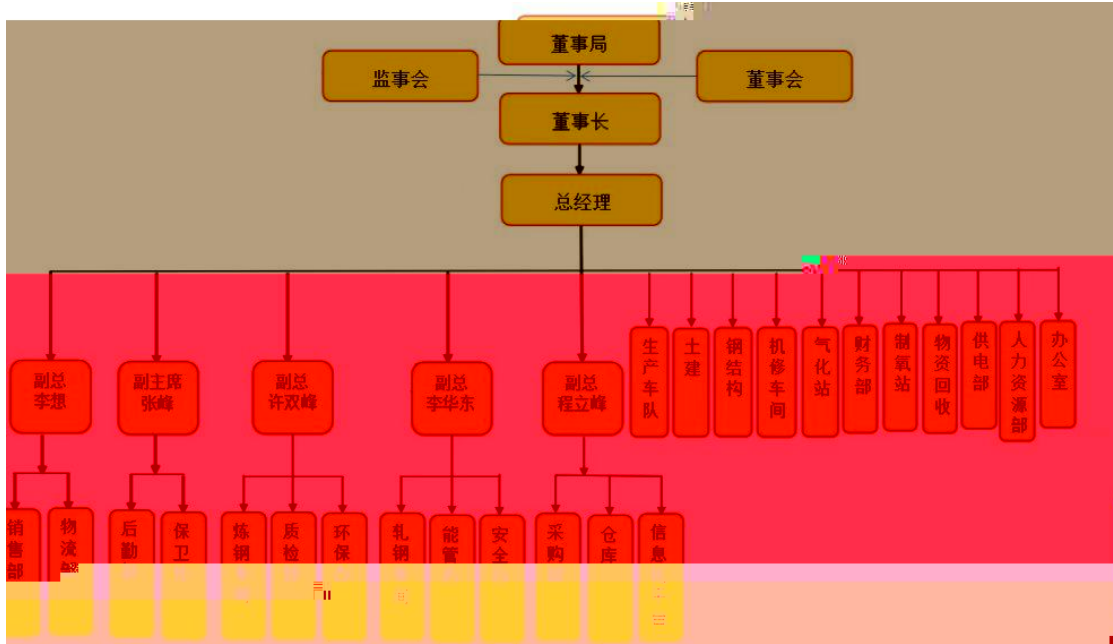 董事局
监事会
董事会
董事长
总经理
生产车队
土建
钢结构
机修车间
气化站
财务部
制氧站
物资回收
供电部
人力资源部
办公室
副总
李想
副主席
张峰
副总
许双峰
副总
李华东
副总
程立峰
销售部
物流部
后勤
保卫
炼钢
质检
环保
轧钢
能管
安全
采购
仓库
信息